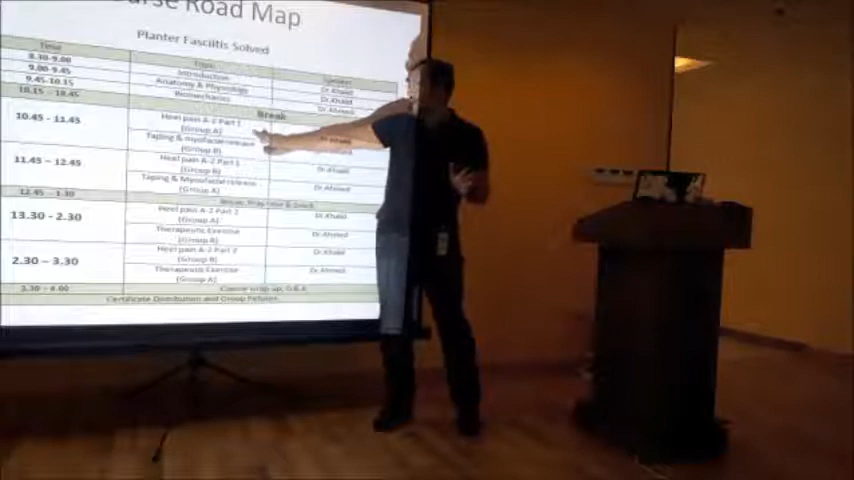 urse Road Map
Planter Fasciitis Solved
Time Topic
8.30-9.00 Introduction Dr.Khalid
9.00-9.45 Anatomy & Physiology Dr.Khalid
9.45-10.15 Biomechanics Dr.Ahmed
10.15 - 10.45 Break
10.45 - 11.45 Heel pain A-Z Part 1
(Group A)
Taping & myofascial release
(Group B)
11.45 - 12.45 Heel pain A-Z Part 1 Dr.Khalid
(Group B)
Taping & Myofascial release Dr.Ahmed
(Group A)
12.45 - 1.30
13.30 - 2.30 Heel pain A-Z Part 2 Dr.Khalid
(Group A)
Therapeutic Exercise Dr.Ahmed
(Group B)
2.30 – 3.30 Heel pain A-Z Part 2 Dr.Khalid
(Group B)
Therapeutic Exercise Dr.Ahmed
(Group A)
3.30 - 4.00 Course wrap up, Q&A
Certificate Distribution and Group Pictures